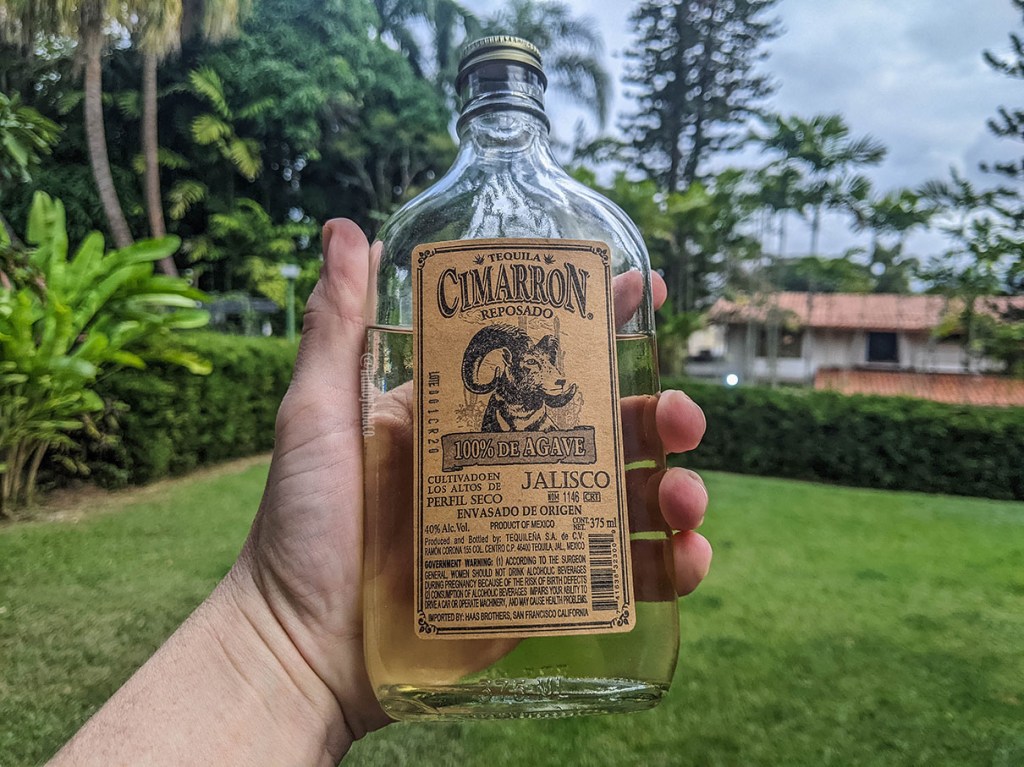 TEQUILA
CIMARRON®
REPOSADO
100% DE AGAVE
CULTIVADO EN
LOS ALTOS DE
JALISCO
PERFIL SECO
NOM 1146 CRT
ENVASADO DE ORIGEN
40% Alc. Vol.
PRODUCT OF MEXICO
CONT. NET. 375 ml
Produced and Bottled by: TEQUILEÑA S.A. de C.V.
RAMÓN CORONA 155 COL. CENTRO C.P. 46400 TEQUILA, JAL., MEXICO
GOVERNMENT WARNING: (1) ACCORDING TO THE SURGEON
GENERAL, WOMEN SHOULD NOT DRINK ALCOHOLIC BEVERAGES
DURING PREGNANCY BECAUSE OF THE RISK OF BIRTH DEFECTS
(2) CONSUMPTION OF ALCOHOLIC BEVERAGES IMPAIRS YOUR ABILITY TO
DRIVE A CAR OR OPERATE MACHINERY, AND MAY CAUSE HEALTH PROBLEMS.
IMPORTED BY: HAAS BROTHERS, SAN FRANCISCO CALIFORNIA